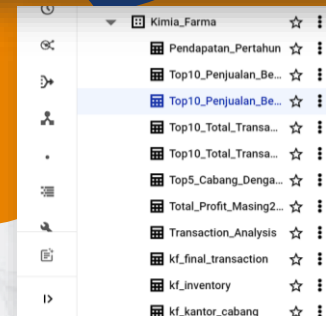 Kimia_Farma
Pendapatan_Pertahun
Top10_Penjualan_Be...
Top10_Penjualan_Be...
Top10_Total_Transa...
Top10_Total_Transa...
Top5_Cabang_Denga...
Total_Profit_Masing2...
Transaction_Analysis
kf_final_transaction
kf_inventory
kf_kantor_cabang